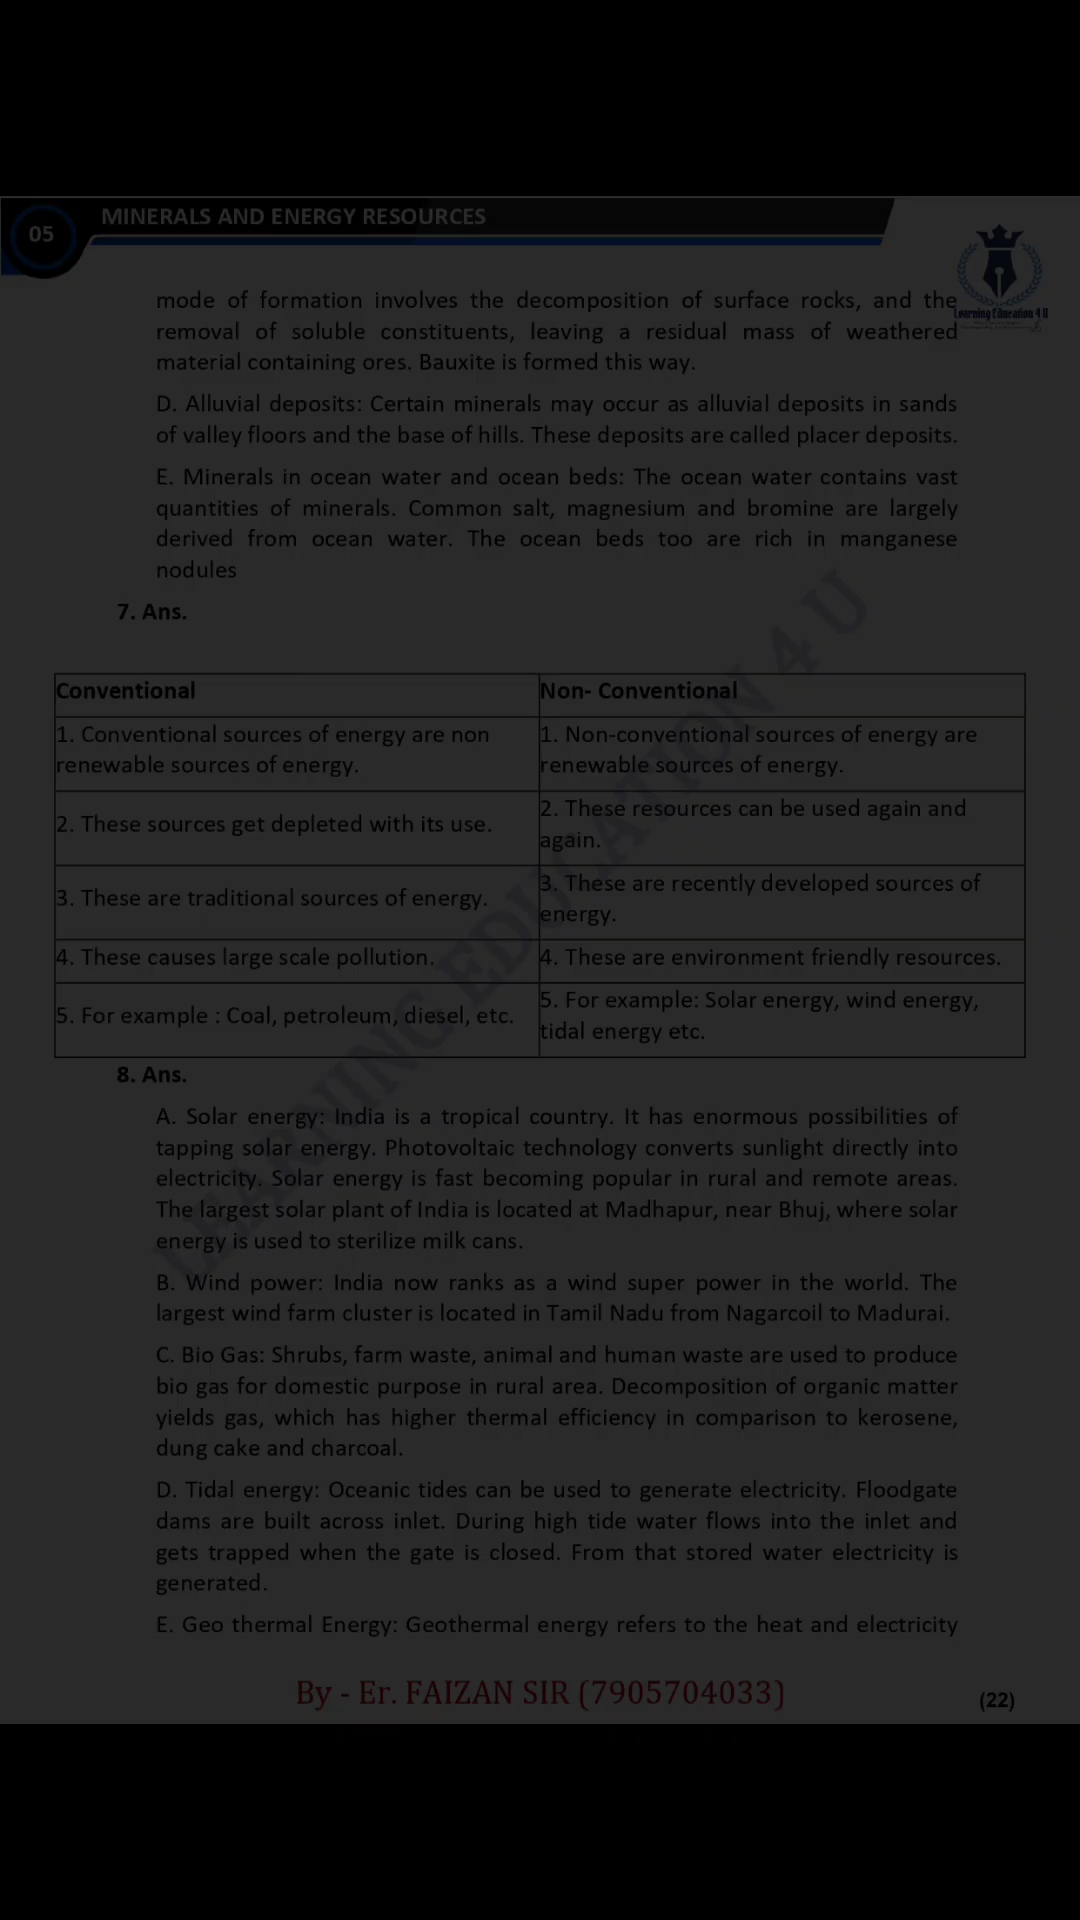 05
MINERALS AND ENERGY RESOURCES
Learning Education 4 U
mode of formation involves the decomposition of surface rocks, and the
removal of soluble constituents, leaving a residual mass of weathered
material containing ores. Bauxite is formed this way.
D. Alluvial deposits: Certain minerals may occur as alluvial deposits in sands
of valley floors and the base of hills. These deposits are called placer deposits.
E. Minerals in ocean water and ocean beds: The ocean water contains vast
quantities of minerals. Common salt, magnesium and bromine are largely
derived from ocean water. The ocean beds too are rich in manganese
nodules
7. Ans.
Conventional
Non- Conventional
1. Conventional sources of energy are non
renewable sources of energy.
1. Non-conventional sources of energy are
renewable sources of energy.
2. These sources get depleted with its use.
2. These resources can be used again and
again.
3. These are traditional sources of energy.
3. These are recently developed sources of
energy.
4. These causes large scale pollution.
4. These are environment friendly resources.
5. For example : Coal, petroleum, diesel, etc.
5. For example: Solar energy, wind energy,
tidal energy etc.
LEARNING EDUCATION 4 U
8. Ans.
A. Solar energy: India is a tropical country. It has enormous possibilities of
tapping solar energy. Photovoltaic technology converts sunlight directly into
electricity. Solar energy is fast becoming popular in rural and remote areas.
The largest solar plant of India is located at Madhapur, near Bhuj, where solar
energy is used to sterilize milk cans.
B. Wind power: India now ranks as a wind super power in the world. The
largest wind farm cluster is located in Tamil Nadu from Nagarcoil to Madurai.
C. Bio Gas: Shrubs, farm waste, animal and human waste are used to produce
bio gas for domestic purpose in rural area. Decomposition of organic matter
yields gas, which has higher thermal efficiency in comparison to kerosene,
dung cake and charcoal.
D. Tidal energy: Oceanic tides can be used to generate electricity. Floodgate
dams are built across inlet. During high tide water flows into the inlet and
gets trapped when the gate is closed. From that stored water electricity is
generated.
E. Geo thermal Energy: Geothermal energy refers to the heat and electricity
By - Er. FAIZAN SIR (7905704033)
(22)